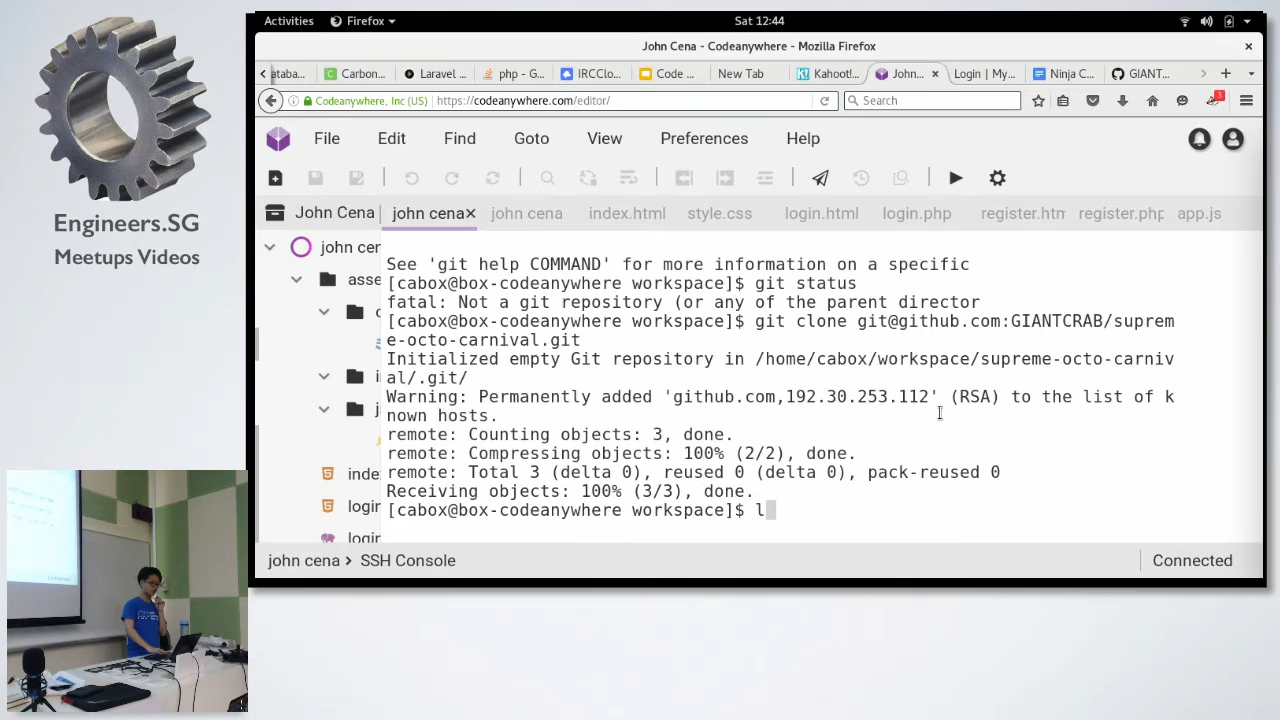 Activities
Firefox
Sat 12:44
John Cena - Codeanywhere - Mozilla Firefox
ataba...
Carbon...
Laravel ...
php - G...
IRCClo...
Code ...
New Tab
Kahoot!...
John...
Login | My...
Ninja C...
GIANT...
Codeanywhere, Inc (US)
https://codeanywhere.com/editor/
Search
3
File
Edit
Find
Goto
View
Preferences
Help
John Cena
john cena
john cena
index.html
style.css
login.html
login.php
register.htm
register.php
app.js
john cen
asse
c
i
j
inde
logi
logi
See 'git help COMMAND' for more information on a specific
[cabox@box-codeanywhere workspace]$ git status
fatal: Not a git repository (or any of the parent director
[cabox@box-codeanywhere workspace]$ git clone git@github.com:GIANTCRAB/suprem
e-octo-carnival.git
Initialized empty Git repository in /home/cabox/workspace/supreme-octo-carniv
al/.git/
Warning: Permanently added 'github.com,192.30.253.112' (RSA) to the list of k
nown hosts.
remote: Counting objects: 3, done.
remote: Compressing objects: 100% (2/2), done.
remote: Total 3 (delta 0), reused 0 (delta 0), pack-reused 0
Receiving objects: 100% (3/3), done.
[cabox@box-codeanywhere workspace]$ l
john cena > SSH Console
Connected
Engineers.SG
Meetups Videos